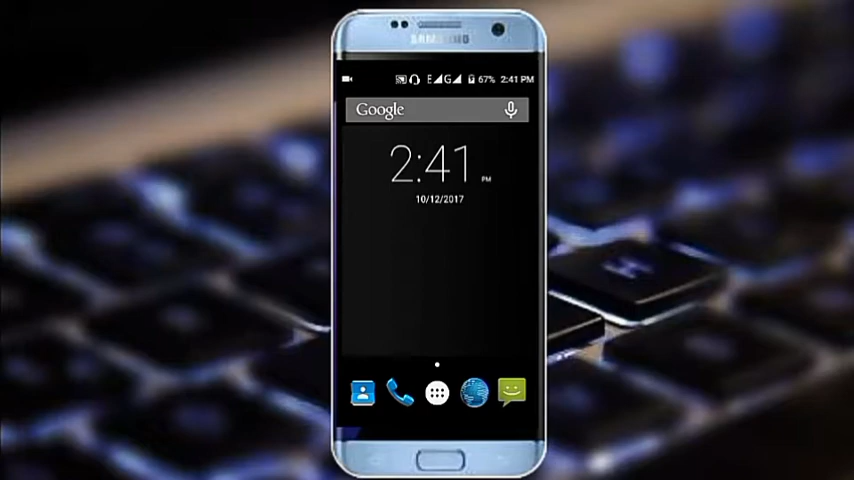 SAMSUNG
E G 67% 2:41 PM
Google
2:41 PM
10/12/2017